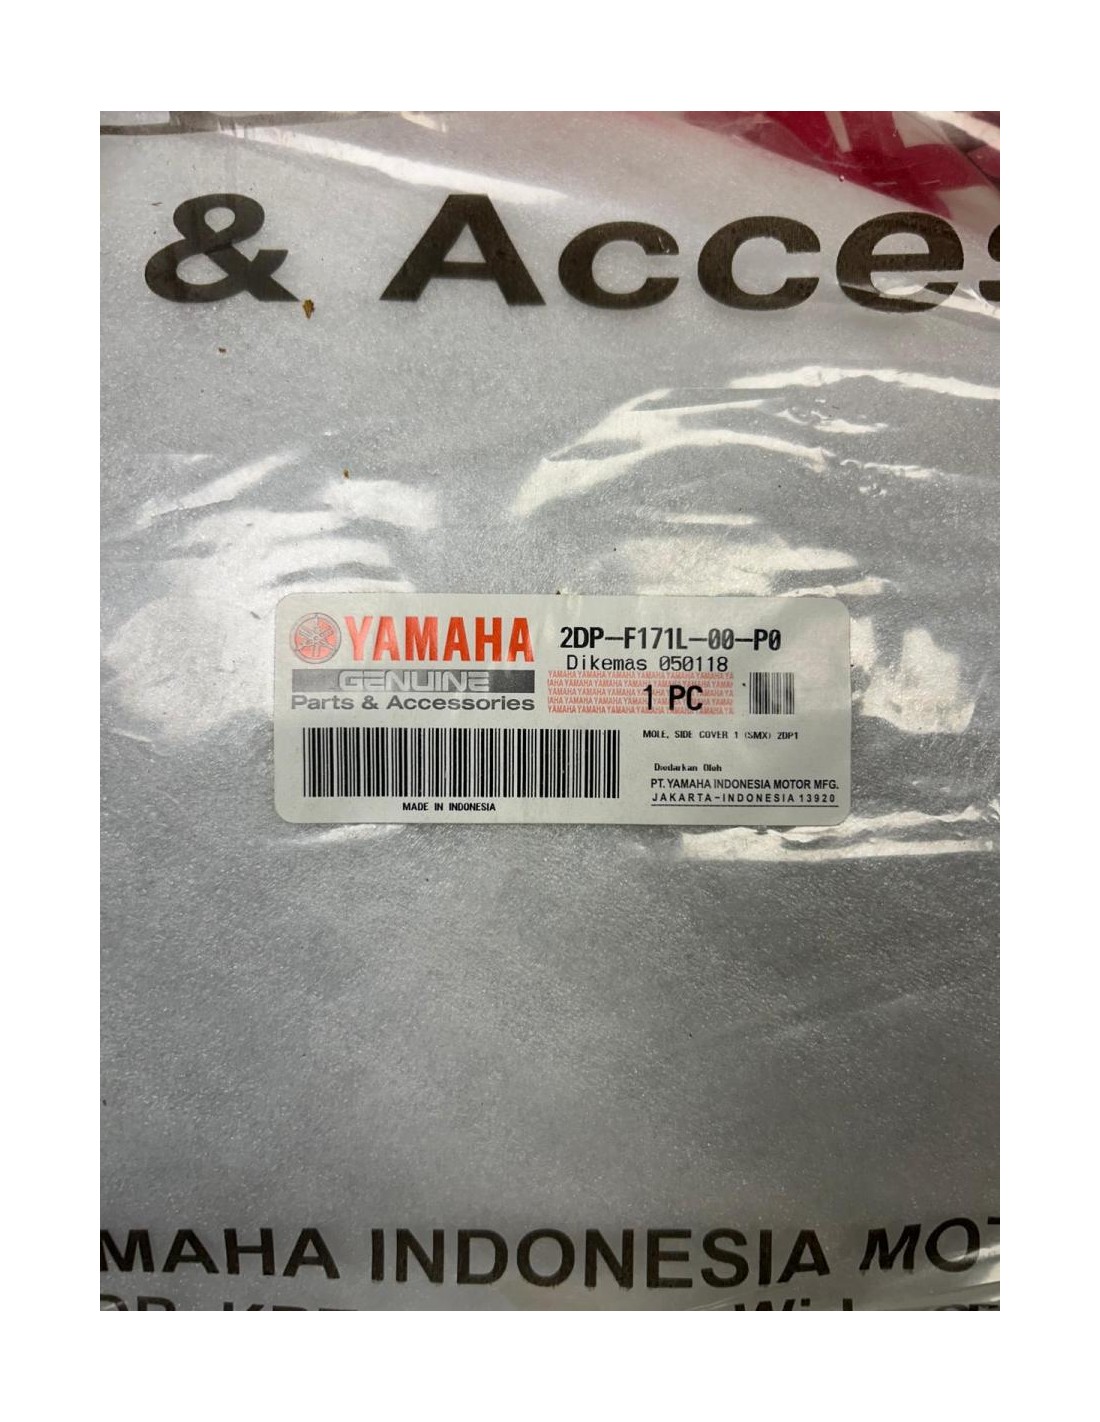 & Acces
YAMAHA
GENUINE
Parts & Accessories
2DP-F171L-00-P0
Dikemas 050118
1 PC
MOLE, SIDE COVER 1 (SMX) 2DP1
Diedarkan Oleh
PT. YAMAHA INDONESIA MOTOR MFG.
JAKARTA-INDONESIA 13920
MADE IN INDONESIA
MAHA INDONESIA MOT